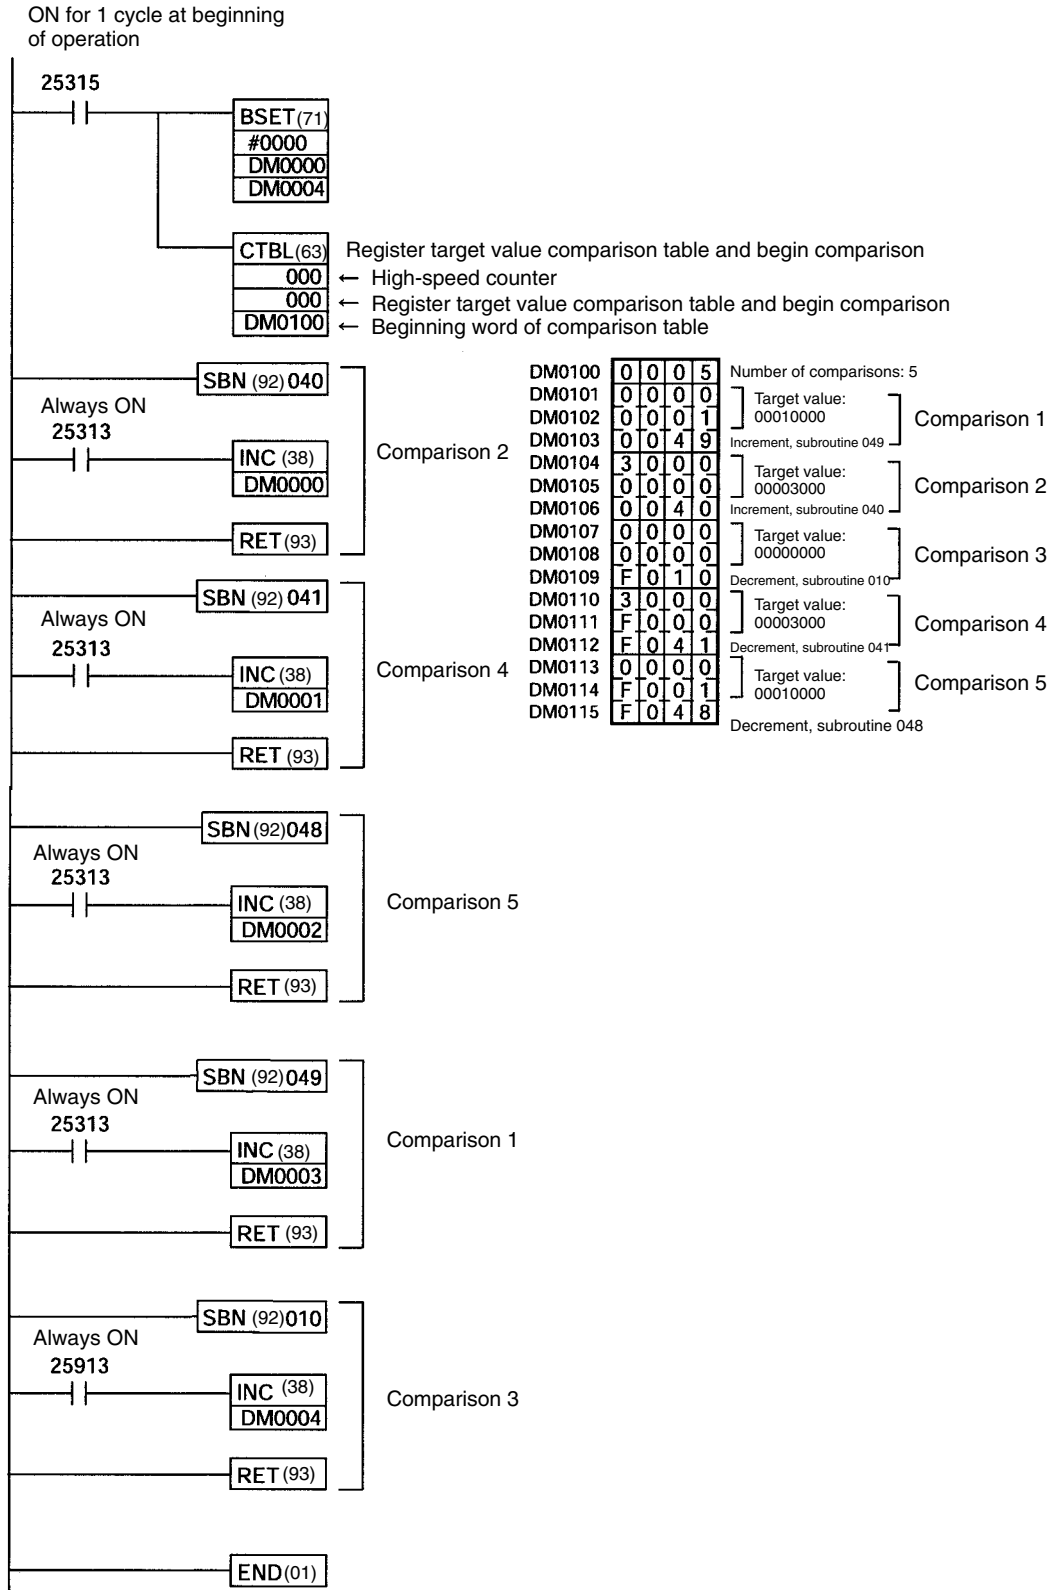 ON for 1 cycle at beginning
of operation
25315
BSET(71)
#0000
DM0000
DM0004
CTBL(63) Register target value comparison table and begin comparison
000 ← High-speed counter
000 ← Register target value comparison table and begin comparison
DM0100 ← Beginning word of comparison table
SBN (92) 040
Always ON
25313
INC (38)
DM0000
RET (93)
Comparison 2
SBN (92) 041
Always ON
25313
INC (38)
DM0001
RET (93)
Comparison 4
DM0100 0 0 0 5 Number of comparisons: 5
DM0101 0 0 0 0
DM0102 0 0 0 1
DM0103 0 0 4 9
Target value:
00010000
Increment, subroutine 049
Comparison 1
DM0104 3 0 0 0
DM0105 0 0 0 0
DM0106 0 0 4 0
Target value:
00003000
Increment, subroutine 040
Comparison 2
DM0107 0 0 0 0
DM0108 0 0 0 0
DM0109 F 0 1 0
Target value:
00000000
Decrement, subroutine 010
Comparison 3
DM0110 3 0 0 0
DM0111 F 0 0 0
DM0112 F 0 4 1
Target value:
00003000
Decrement, subroutine 041
Comparison 4
DM0113 0 0 0 0
DM0114 F 0 0 1
DM0115 F 0 4 8
Target value:
00010000
Decrement, subroutine 048
Comparison 5
SBN (92)048
Always ON
25313
INC (38)
DM0002
RET (93)
Comparison 5
SBN (92)049
Always ON
25313
INC (38)
DM0003
RET (93)
Comparison 1
SBN (92)010
Always ON
25913
INC (38)
DM0004
RET (93)
Comparison 3
END(01)